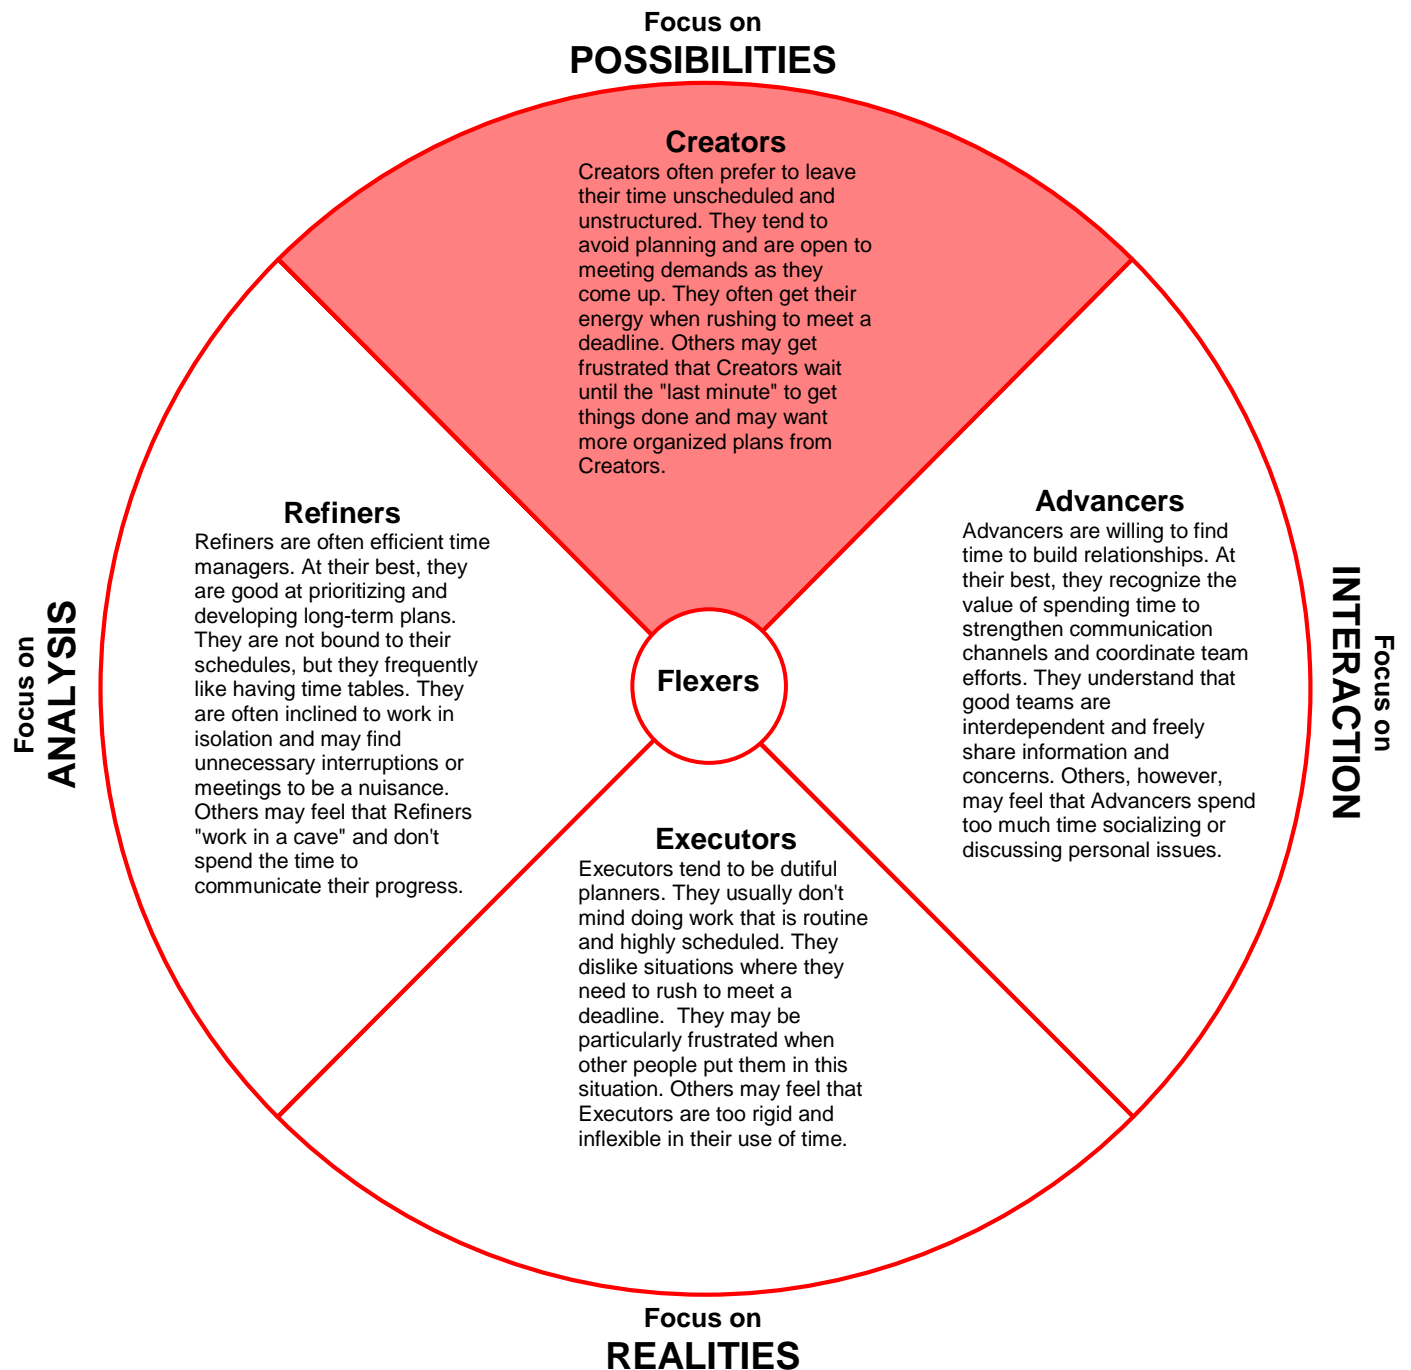 Focus on
POSSIBILITIES
Creators
Creators often prefer to leave
their time unscheduled and
unstructured. They tend to
avoid planning and are open to
meeting demands as they
come up. They often get their
energy when rushing to meet a
deadline. Others may get
frustrated that Creators wait
until the "last minute" to get
things done and may want
more organized plans from
Creators.
Focus on
ANALYSIS
Refiners
Refiners are often efficient time
managers. At their best, they
are good at prioritizing and
developing long-term plans.
They are not bound to their
schedules, but they frequently
like having time tables. They
are often inclined to work in
isolation and may find
unnecessary interruptions or
meetings to be a nuisance.
Others may feel that Refiners
"work in a cave" and don't
spend the time to
communicate their progress.
Flexers
Advancers
Advancers are willing to find
time to build relationships. At
their best, they recognize the
value of spending time to
strengthen communication
channels and coordinate team
efforts. They understand that
good teams are
interdependent and freely
share information and
concerns. Others, however,
may feel that Advancers spend
too much time socializing or
discussing personal issues.
Focus on
INTERACTION
Executors
Executors tend to be dutiful
planners. They usually don't
mind doing work that is routine
and highly scheduled. They
dislike situations where they
need to rush to meet a
deadline.  They may be
particularly frustrated when
other people put them in this
situation. Others may feel that
Executors are too rigid and
inflexible in their use of time.
Focus on
REALITIES